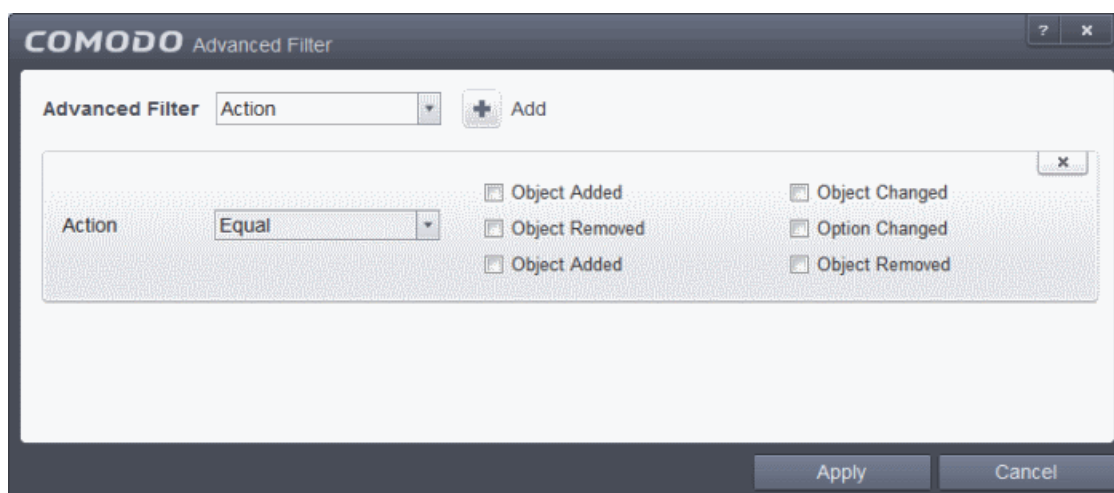 COMODO Advanced Filter ? x
Advanced Filter Action + Add
x
Object Added Object Changed
Action Equal Object Removed Option Changed
Object Added Object Removed
Apply Cancel